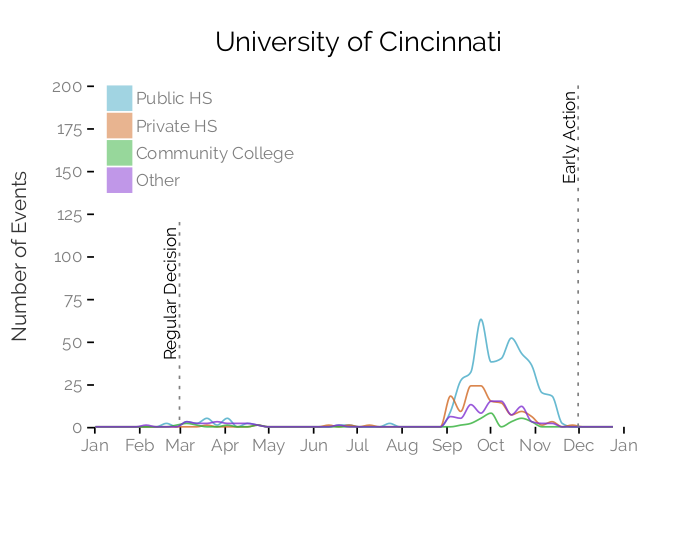 University of Cincinnati
Number of Events
200
175
150
125
100
75
50
25
0
Public HS
Private HS
Community College
Other
Regular Decision
Early Action
Jan Feb Mar Apr May Jun Jul Aug Sep Oct Nov Dec Jan